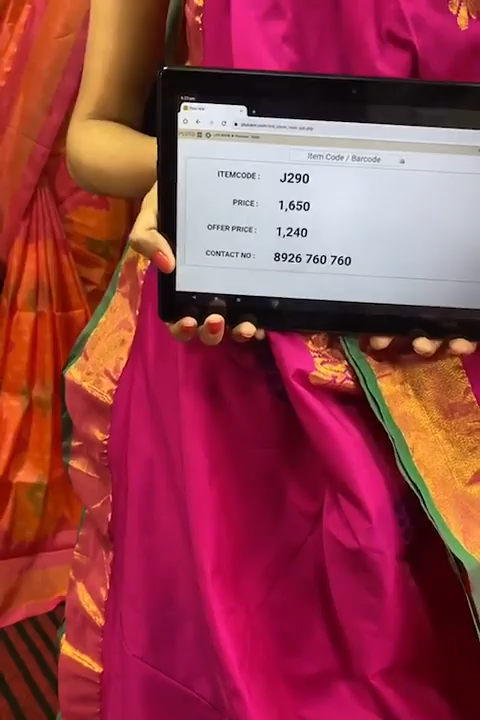 Item Code / Barcode
ITEMCODE : J290
PRICE : 1,650
OFFER PRICE : 1,240
CONTACT NO : 8926 760 760